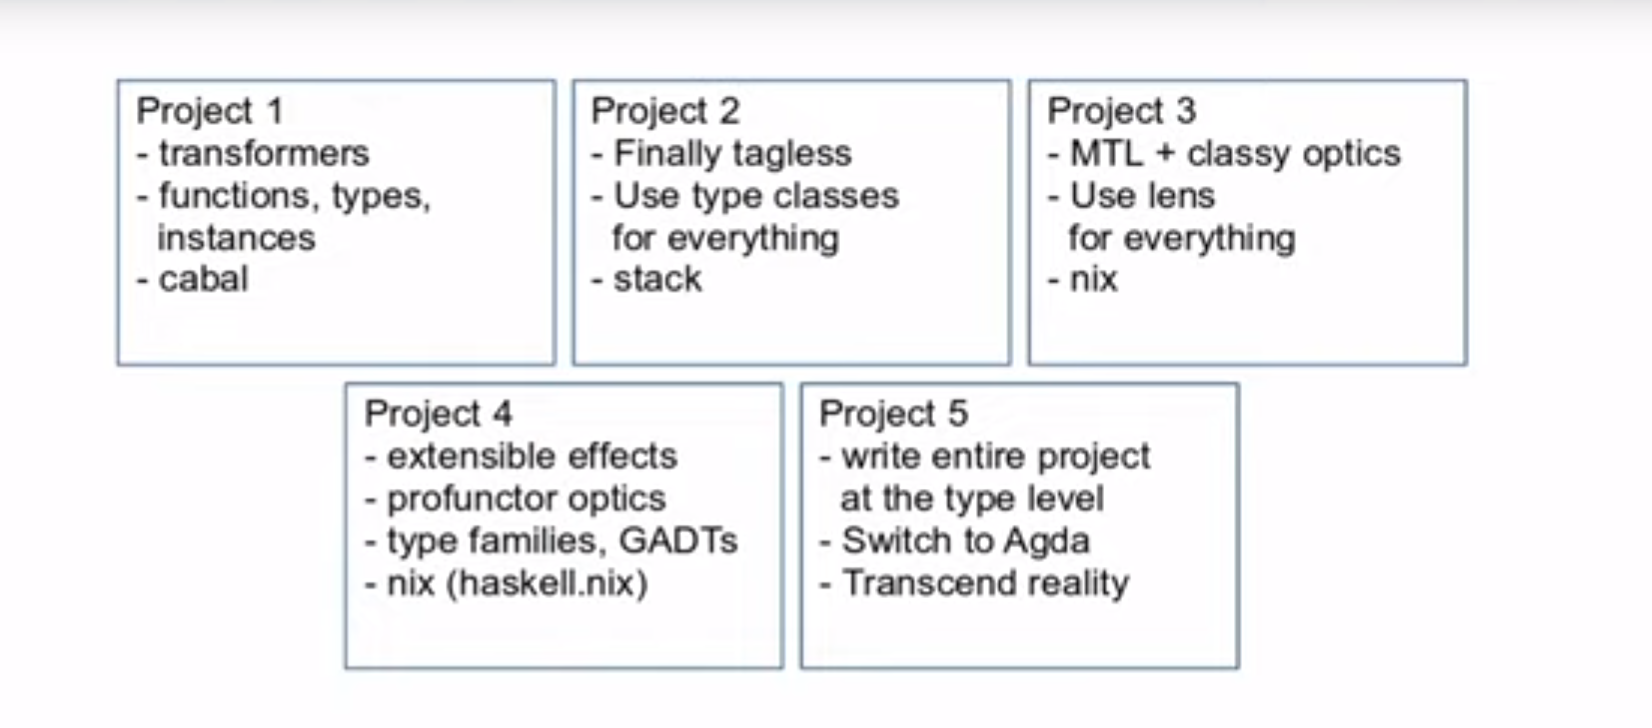 Project 1
- transformers
- functions, types,
instances
- cabal
Project 2
- Finally tagless
- Use type classes
for everything
- stack
Project 3
- MTL + classy optics
- Use lens
for everything
- nix
Project 4
- extensible effects
- profunctor optics
- type families, GADTs
- nix (haskell.nix)
Project 5
- write entire project
at the type level
- Switch to Agda
- Transcend reality